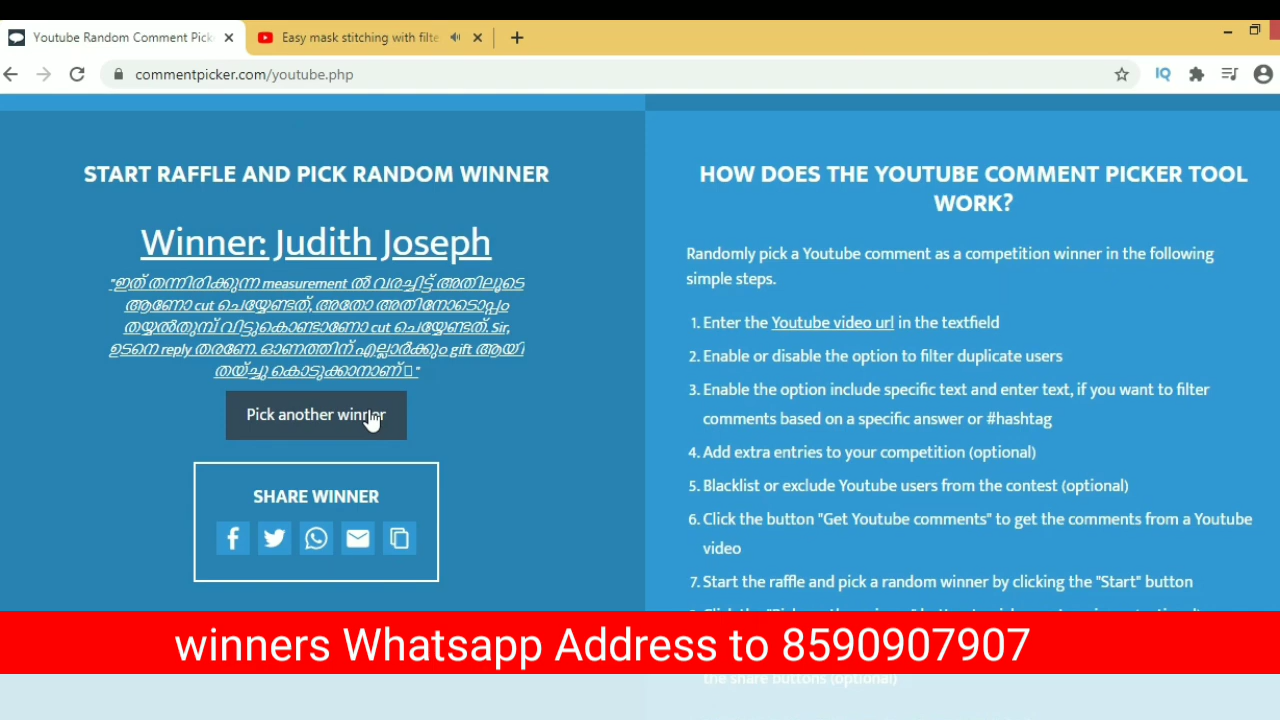 Youtube Random Comment Pick
Easy mask stitching with filte
commentpicker.com/youtube.php
IQ
START RAFFLE AND PICK RANDOM WINNER
Winner: Judith Joseph
"ഇത് തന്നിരിക്കുന്ന measurement ൽ വരച്ചിട്ട് അതിലൂടെ
ആണോ cut ചെയ്യേണ്ടത്, അതോ അതിനോടൊപ്പം
തയ്യൽതുമ്പ് വിട്ടുകൊണ്ടാണോ cut ചെയ്യേണ്ടത്. Sir,
ഉടനെ reply തരണേ. ഓണത്തിന് എല്ലാർക്കും gift ആയി
തയ്ച്ചു കൊടുക്കാനാണ് "
Pick another winner
SHARE WINNER
HOW DOES THE YOUTUBE COMMENT PICKER TOOL
WORK?
Randomly pick a Youtube comment as a competition winner in the following
simple steps.
1. Enter the Youtube video url in the textfield
2. Enable or disable the option to filter duplicate users
3. Enable the option include specific text and enter text, if you want to filter
comments based on a specific answer or #hashtag
4. Add extra entries to your competition (optional)
5. Blacklist or exclude Youtube users from the contest (optional)
6. Click the button "Get Youtube comments" to get the comments from a Youtube
video
7. Start the raffle and pick a random winner by clicking the "Start" button
winners Whatsapp Address to 8590907907
the share buttons (optional)